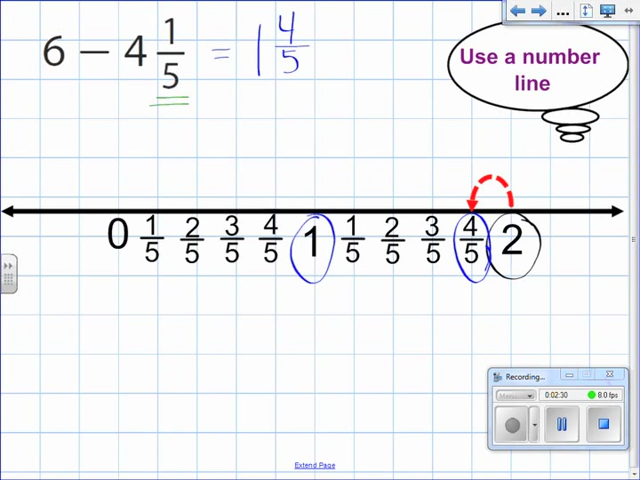 6 − 4 1/5 = 1 4/5
Use a number
line
0 1/5 2/5 3/5 4/5 1 1/5 2/5 3/5 4/5 2
Recording...
Menu 0:02:30 8.0 fps
Extend Page